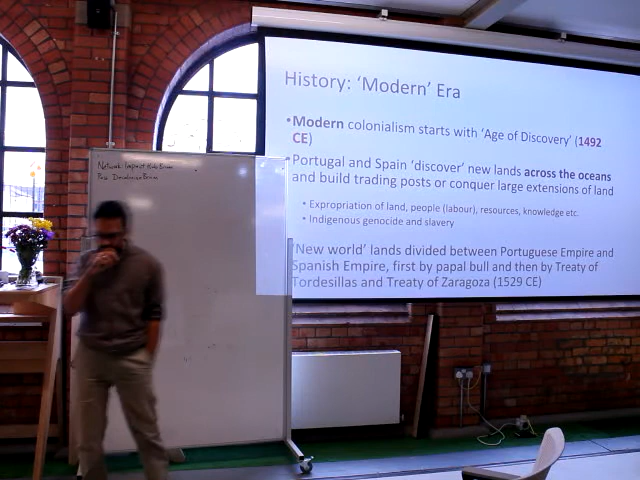 History: ‘Modern’ Era
•Modern colonialism starts with ‘Age of Discovery’ (1492
CE)
•Portugal and Spain ‘discover’ new lands across the oceans
and build trading posts or conquer large extensions of land
• Expropriation of land, people (labour), resources, knowledge etc.
• Indigenous genocide and slavery
‘New world’ lands divided between Portuguese Empire and
Spanish Empire, first by papal bull and then by Treaty of
Tordesillas and Treaty of Zaragoza (1529 CE)
Network Impact